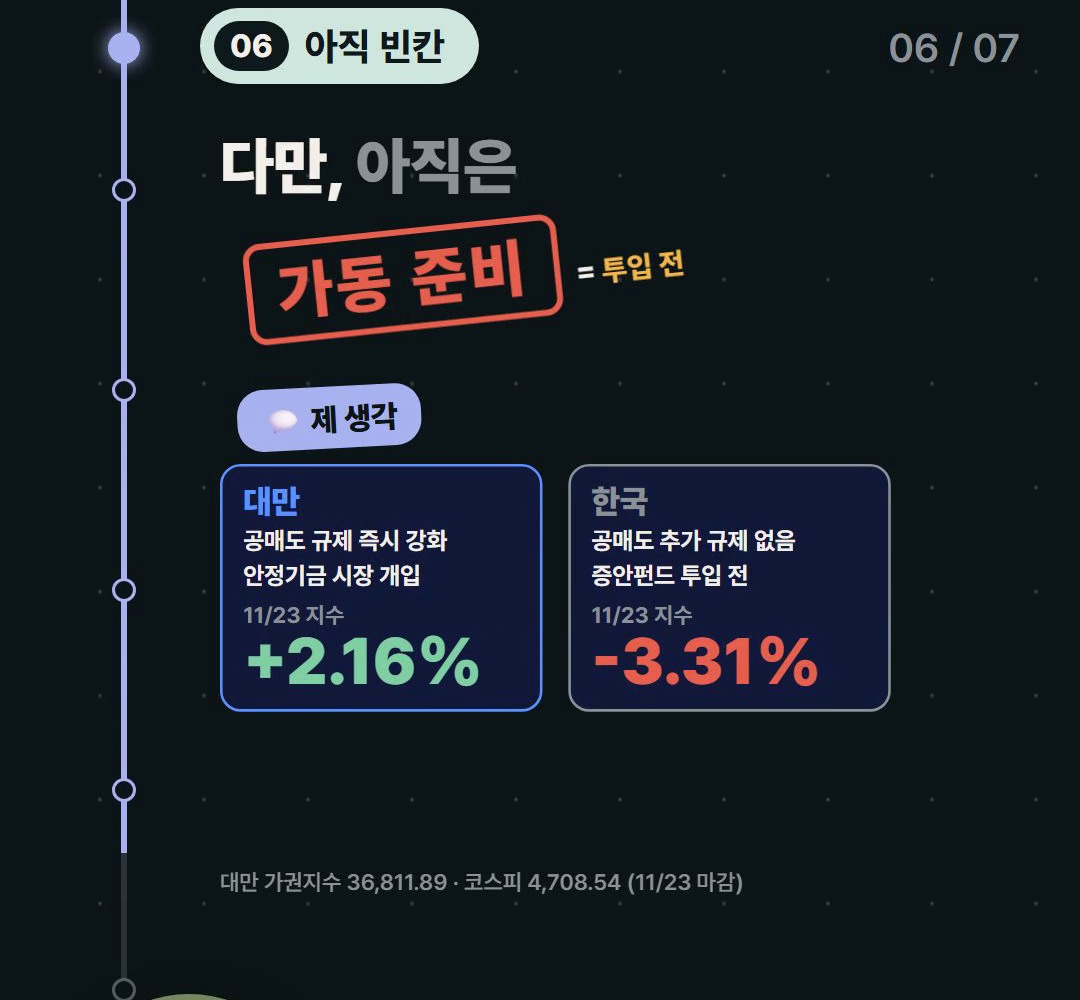 06 아직 빈칸
06 / 07
다만, 아직은
가동 준비 = 투입 전
제 생각
대만
공매도 규제 즉시 강화
안정기금 시장 개입
11/23 지수
+2.16%
한국
공매도 추가 규제 없음
증안펀드 투입 전
11/23 지수
-3.31%
대만 가권지수 36,811.89 · 코스피 4,708.54 (11/23 마감)